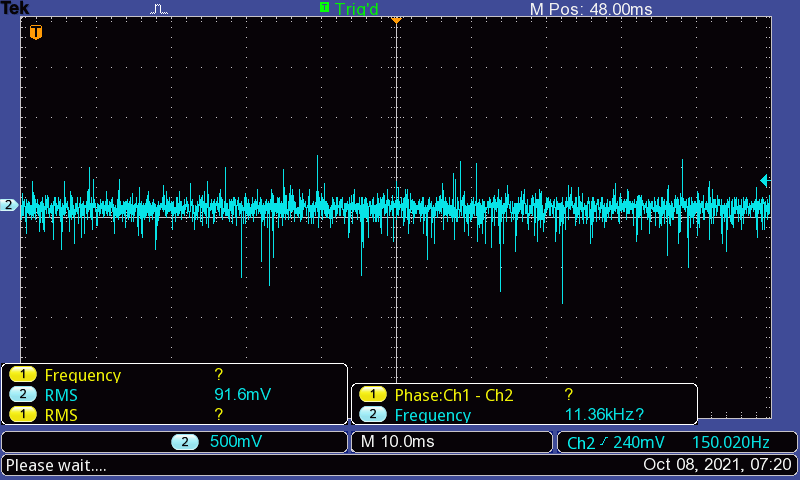 Tek T Trig'd M Pos: 48.00ms
T
2
1 Frequency ?
2 RMS 91.6mV
1 RMS ?
1 Phase:Ch1 - Ch2 ?
2 Frequency 11.36kHz?
2 500mV M 10.0ms Ch2 240mV 150.020Hz
Please wait.... Oct 08, 2021, 07:20